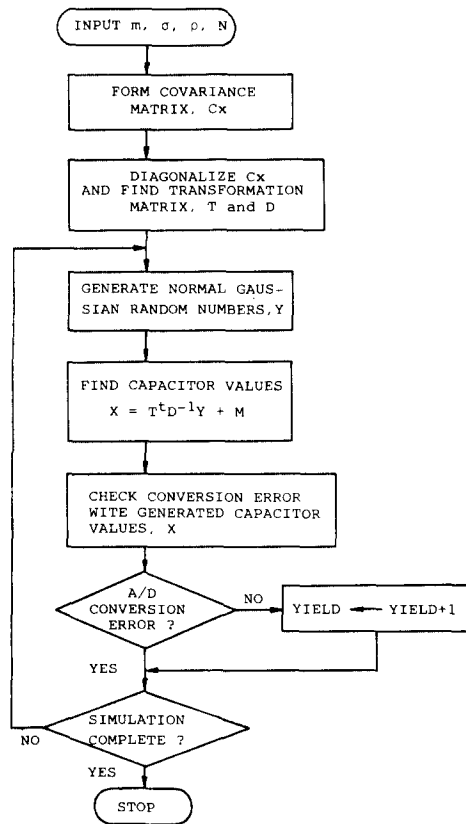 INPUT m, σ, ρ, N
FORM COVARIANCE
MATRIX, Cx
DIAGONALIZE Cx
AND FIND TRANSFORMATION
MATRIX, T and D
GENERATE NORMAL GAUS-
SIAN RANDOM NUMBERS,Y
FIND CAPACITOR VALUES
X = TᵗD⁻¹Y + M
CHECK CONVERSION ERROR
WITE GENERATED CAPACITOR
VALUES, X
A/D
CONVERSION
ERROR ?
NO
YIELD ← YIELD+1
YES
SIMULATION
COMPLETE ?
NO
YES
STOP